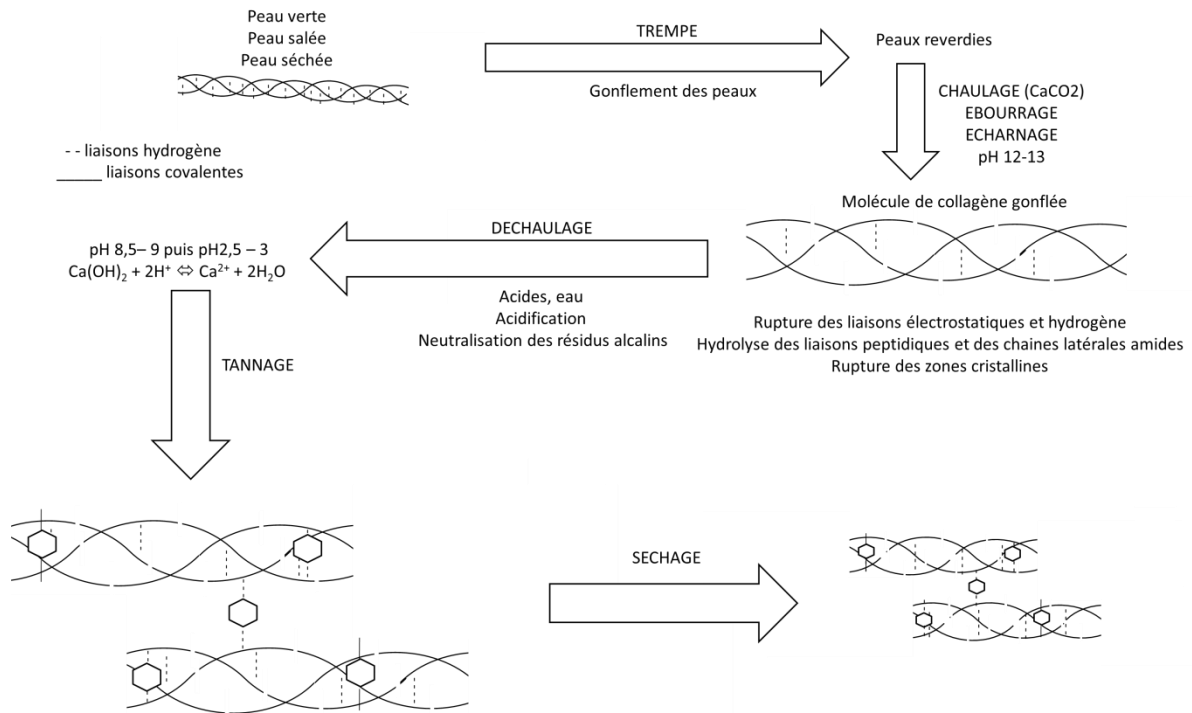 Peau verte
Peau salée
Peau séchée
TREMPE
Gonflement des peaux
Peaux reverdies
CHAULAGE (CaCO2)
EBOURRAGE
ECHARNAGE
pH 12-13
- - liaisons hydrogène
_____ liaisons covalentes
Molécule de collagène gonflée
DECHAULAGE
pH 8,5– 9 puis pH2,5 – 3
Ca(OH)₂ + 2H⁺ ⇔ Ca²⁺ + 2H₂O
Acides, eau
Acidification
Neutralisation des résidus alcalins
Rupture des liaisons électrostatiques et hydrogène
Hydrolyse des liaisons peptidiques et des chaines latérales amides
Rupture des zones cristallines
TANNAGE
SECHAGE